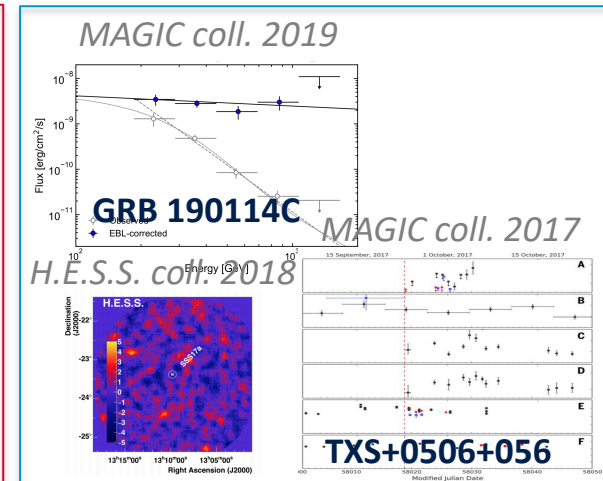 MAGIC coll. 2019
10⁻⁸
10⁻⁹
10⁻¹⁰
10⁻¹¹
Flux [erg/cm²/s]
GRB 190114C
Observed
EBL-corrected
10²
10³
Energy [GeV]
MAGIC coll. 2017
15 September, 2017
1 October, 2017
15 October, 2017
A
B
C
D
E
F
TXS+0506+056
58010
58020
58030
58040
58050
Modified Julian Date
H.E.S.S. coll. 2018
H.E.S.S.
Declination (J2000)
-22
-23
-24
-25
5
4
3
2
1
0
-1
-2
-3
-4
-5
SSS17a
13ʰ15ᵐ00ˢ
13ʰ10ᵐ00ˢ
13ʰ05ᵐ00ˢ
Right Ascension (J2000)